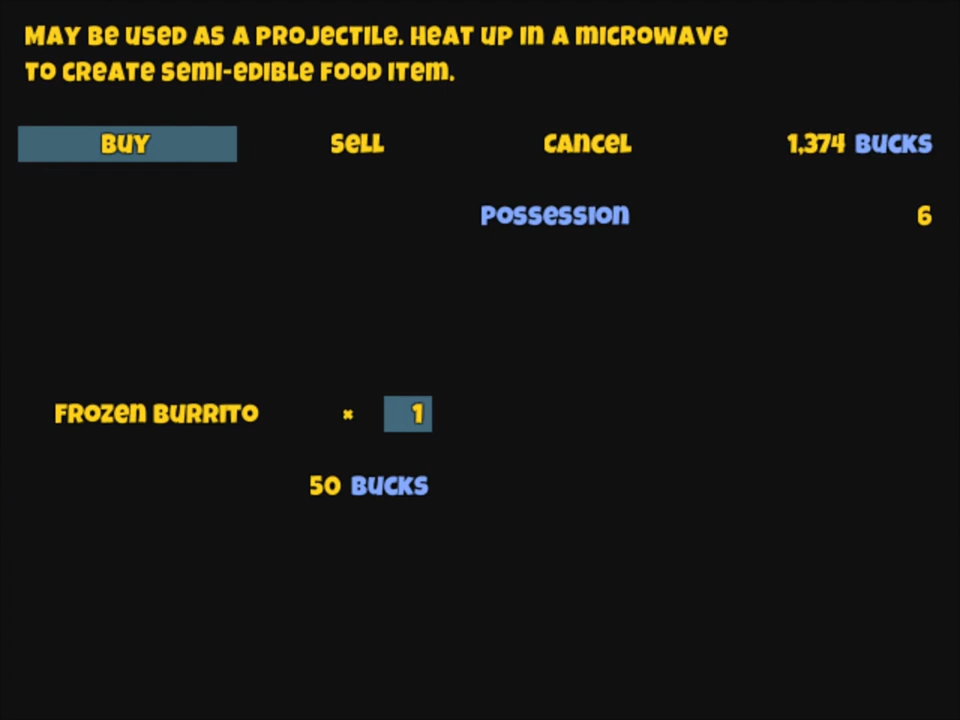 May be used as a projectile. Heat up in a microwave
to create semi-edible food item.
Buy Sell Cancel 1,374 Bucks
Possession 6
Frozen Burrito × 1
50 Bucks